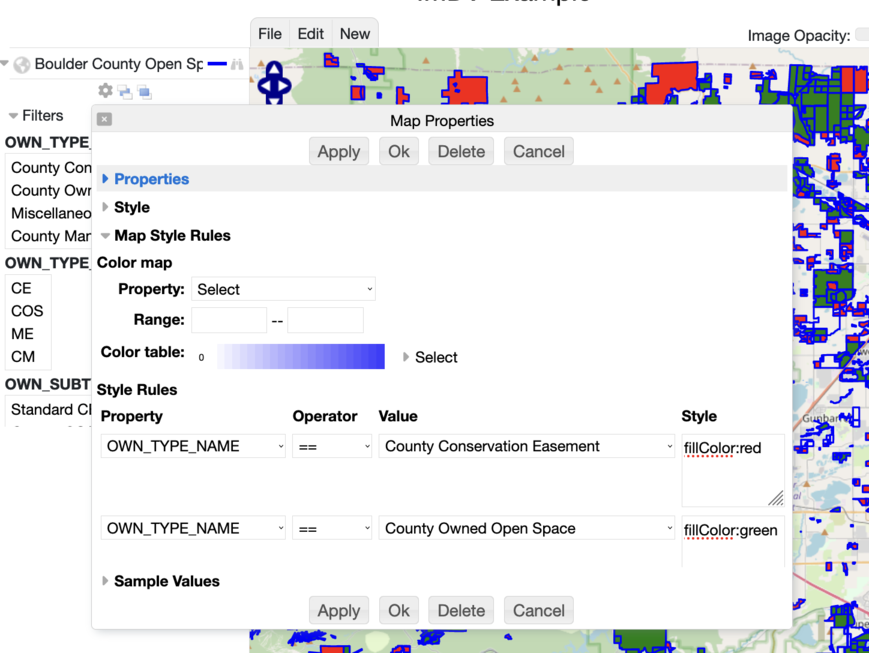 File Edit New
Image Opacity:
Boulder County Open Sp
Filters
OWN_TYPE_
County Con
County Owr
Miscellaneo
County Mar
OWN_TYPE_
CE
COS
ME
CM
OWN_SUBT
Standard Cl
Map Properties
Apply Ok Delete Cancel
Properties
Style
Map Style Rules
Color map
Property: Select
Range: --
Color table: 0 Select
Style Rules
Property Operator Value Style
OWN_TYPE_NAME == County Conservation Easement fillColor:red
OWN_TYPE_NAME == County Owned Open Space fillColor:green
Sample Values
Apply Ok Delete Cancel
Gunbar